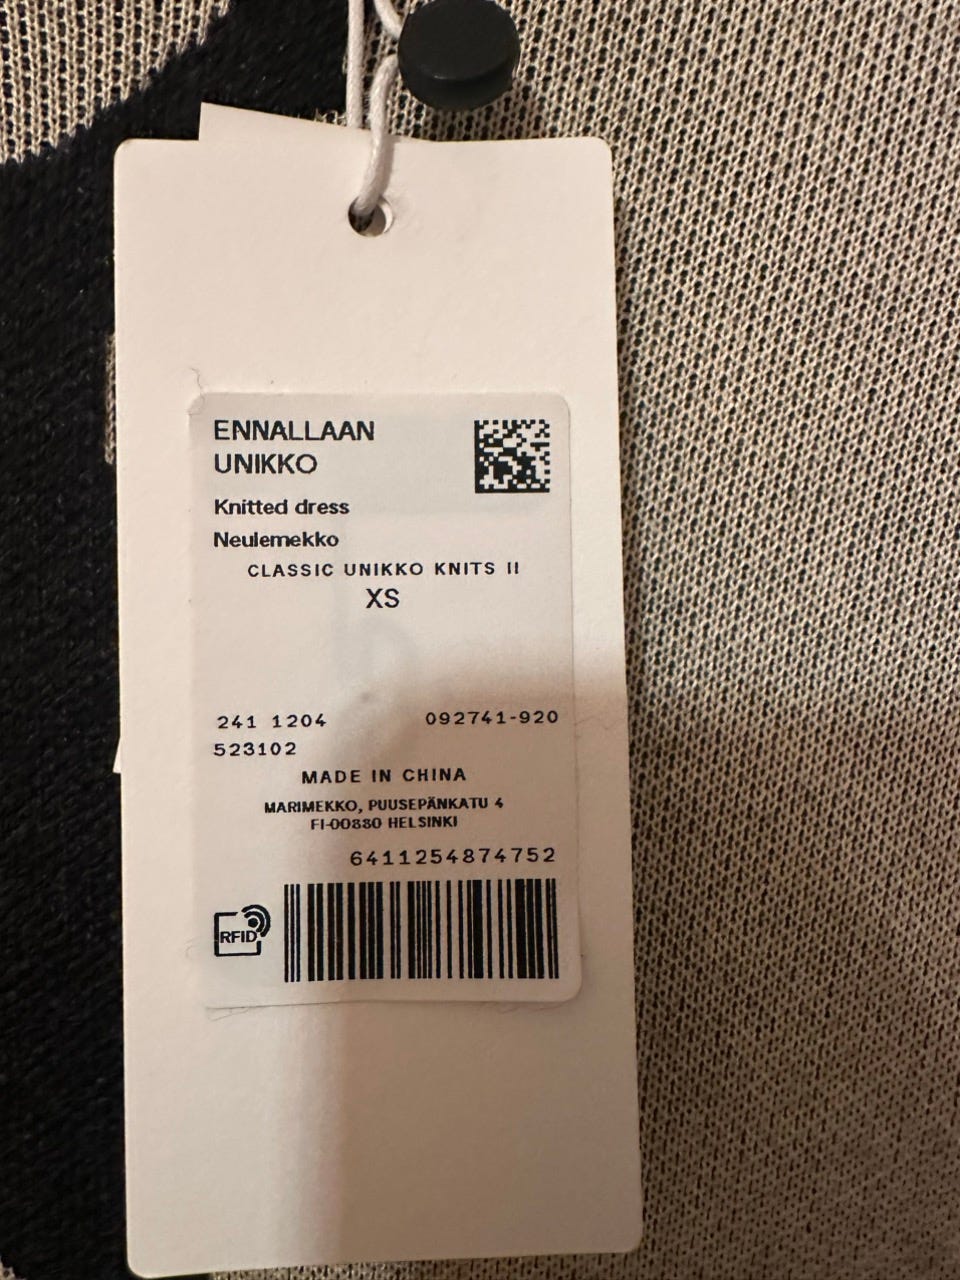 ENNALLAAN
UNIKKO
Knitted dress
Neulemekko
CLASSIC UNIKKO KNITS II
XS
241 1204 092741-920
523102
MADE IN CHINA
MARIMEKKO, PUUSEPÄNKATU 4
FI-00880 HELSINKI
6411254874752
RFID